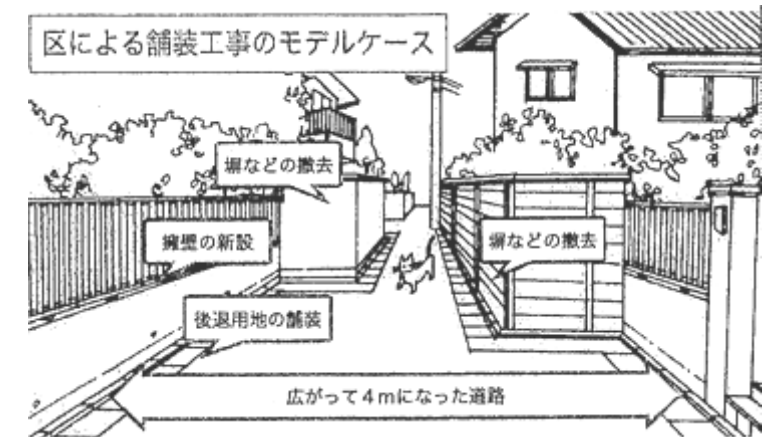 区による舗装工事のモデルケース
塀などの撤去
擁壁の新設
塀などの撤去
後退用地の舗装
広がって4mになった道路